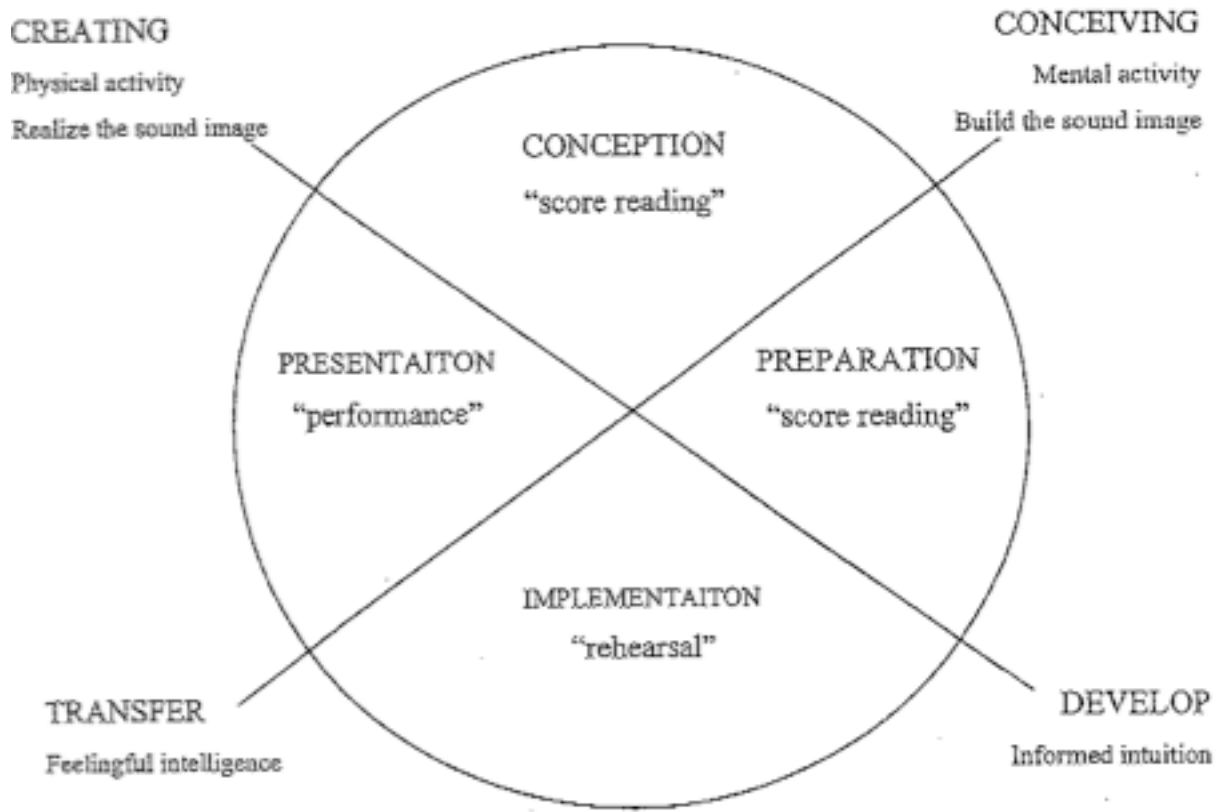 CREATING
Physical activity
Realize the sound image
CONCEIVING
Mental activity
Build the sound image
CONCEPTION
“score reading”
PRESENTAITON
“performance”
PREPARATION
“score reading”
IMPLEMENTAITON
“rehearsal”
TRANSFER
Feelingful intelligence
DEVELOP
Informed intuition